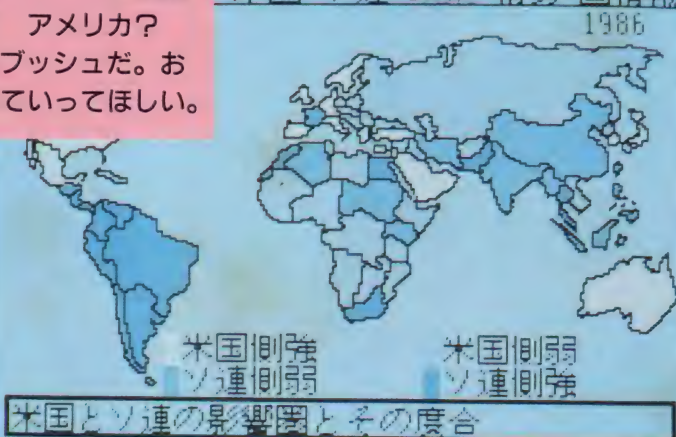 アメリカ?
ブッシュだ。お
ていってほしい。
1986
米国側強
ソ連側弱
米国側弱
ソ連側強
米国とソ連の影響圏とその度合